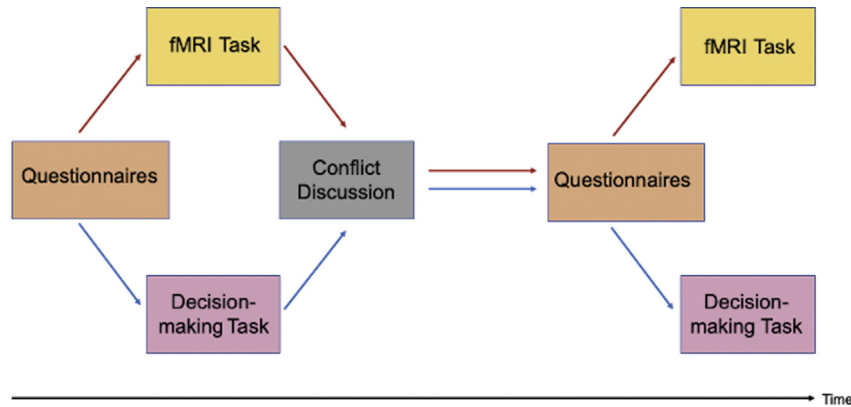 fMRI Task
fMRI Task
Questionnaires
Conflict
Discussion
Questionnaires
Decision-
making Task
Decision-
making Task
Time